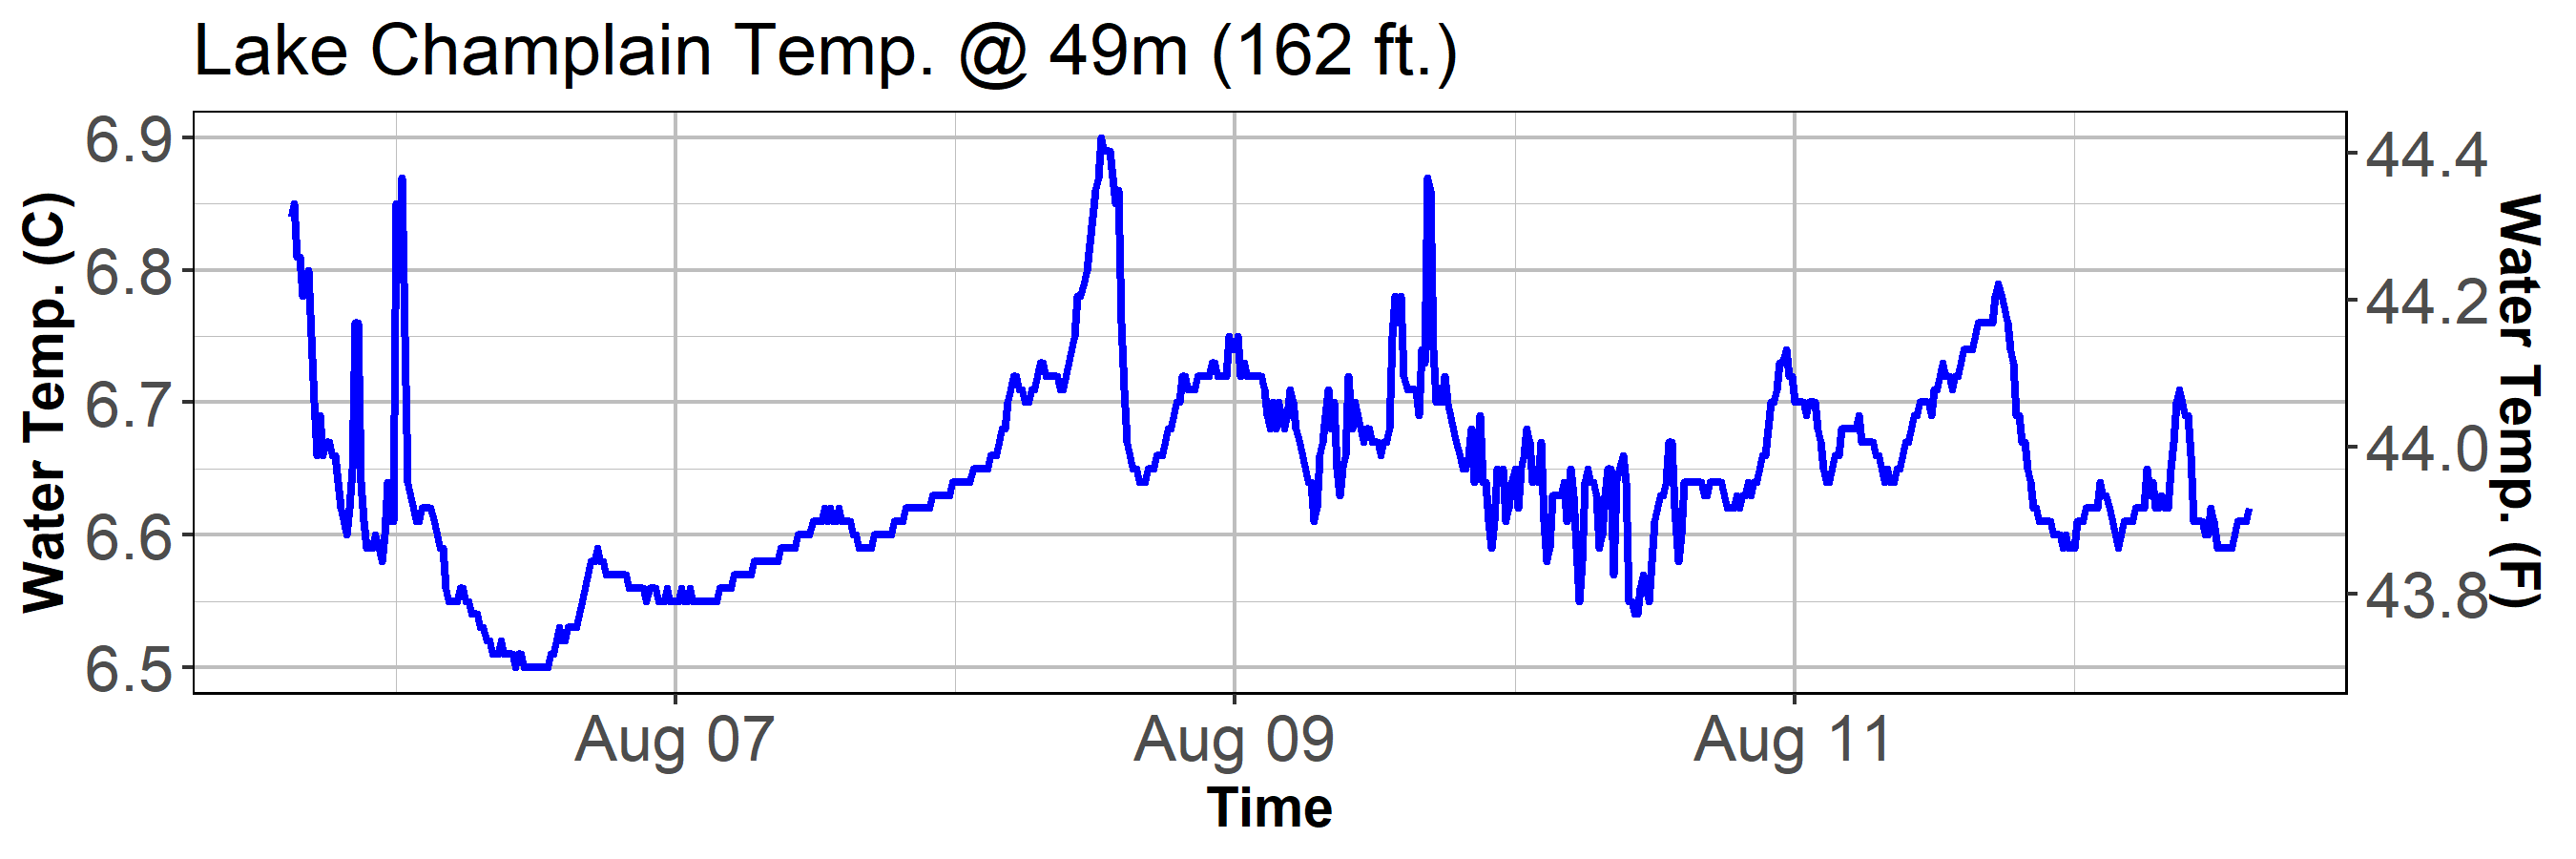 Lake Champlain Temp. @ 49m (162 ft.)
Water Temp. (C)
6.9
6.8
6.7
6.6
6.5
44.4
44.2
44.0
43.8
Water Temp. (F)
Aug 07 Aug 09 Aug 11
Time